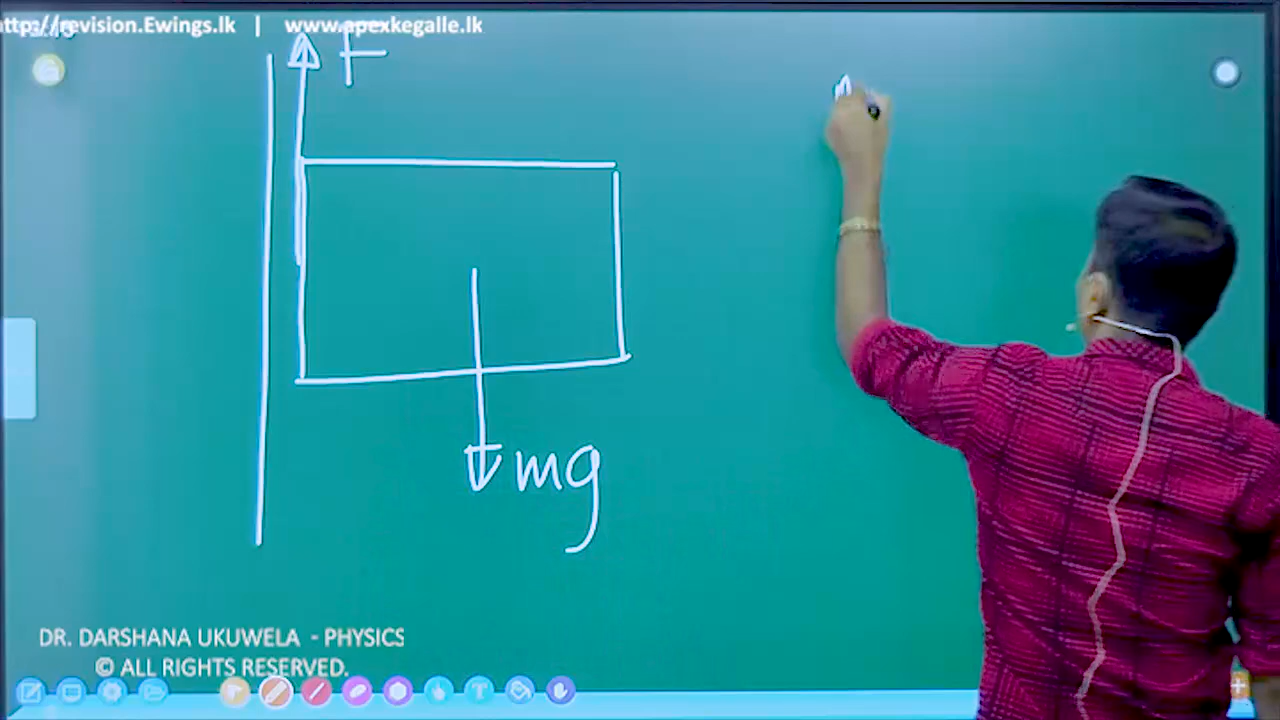 http://revision.Ewings.lk | www.apexkegalle.lk
F
mg
DR. DARSHANA UKUWELA - PHYSICS
© ALL RIGHTS RESERVED.